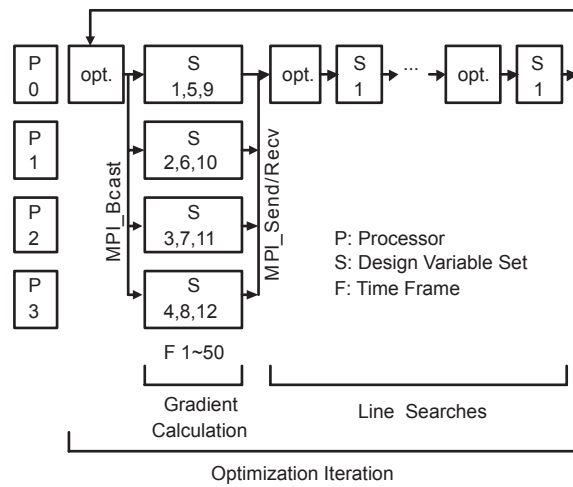 P
0
opt.
S
1,5,9
opt.
S
1
...
opt.
S
1
P
1
S
2,6,10
P
2
S
3,7,11
P
3
S
4,8,12
MPI_Bcast
MPI_Send/Recv
P: Processor
S: Design Variable Set
F: Time Frame
F 1~50
Gradient
Calculation
Line Searches
Optimization Iteration